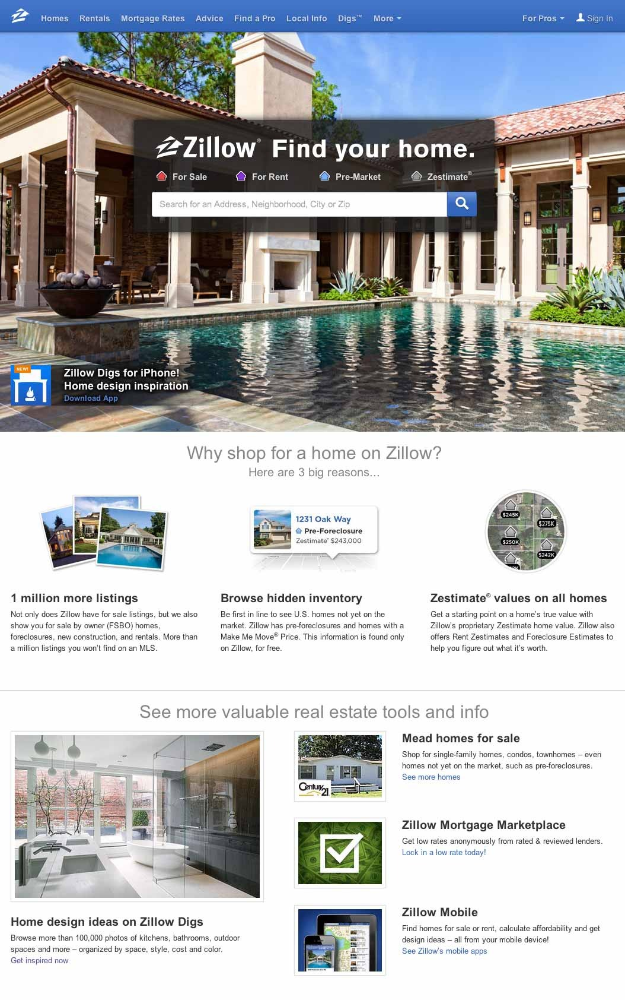 Homes Rentals Mortgage Rates Advice Find a Pro Local Info Digs™ More For Pros Sign In
Zillow® Find your home.
For Sale For Rent Pre-Market Zestimate®
Search for an Address, Neighborhood, City or Zip
NEW!
Zillow Digs for iPhone!
Home design inspiration
Download App
Why shop for a home on Zillow?
Here are 3 big reasons...
1231 Oak Way
Pre-Foreclosure
Zestimate® $243,000
$245K
$275K
$250K
$242K
1 million more listings
Not only does Zillow have for sale listings, but we also
show you for sale by owner (FSBO) homes,
foreclosures, new construction, and rentals. More than
a million listings you won’t find on an MLS.
Browse hidden inventory
Be first in line to see U.S. homes not yet on the
market. Zillow has pre-foreclosures and homes with a
Make Me Move® Price. This information is found only
on Zillow, for free.
Zestimate® values on all homes
Get a starting point on a home’s true value with
Zillow’s proprietary Zestimate home value. Zillow also
offers Rent Zestimates and Foreclosure Estimates to
help you figure out what it’s worth.
See more valuable real estate tools and info
Home design ideas on Zillow Digs
Browse more than 100,000 photos of kitchens, bathrooms, outdoor
spaces and more – organized by space, style, cost and color.
Get inspired now
Century 21
Mead homes for sale
Shop for single-family homes, condos, townhomes – even
homes not yet on the market, such as pre-foreclosures.
See more homes
Zillow Mortgage Marketplace
Get low rates anonymously from rated & reviewed lenders.
Lock in a low rate today!
Zillow Mobile
Find homes for sale or rent, calculate affordability and get
design ideas – all from your mobile device!
See Zillow’s mobile apps